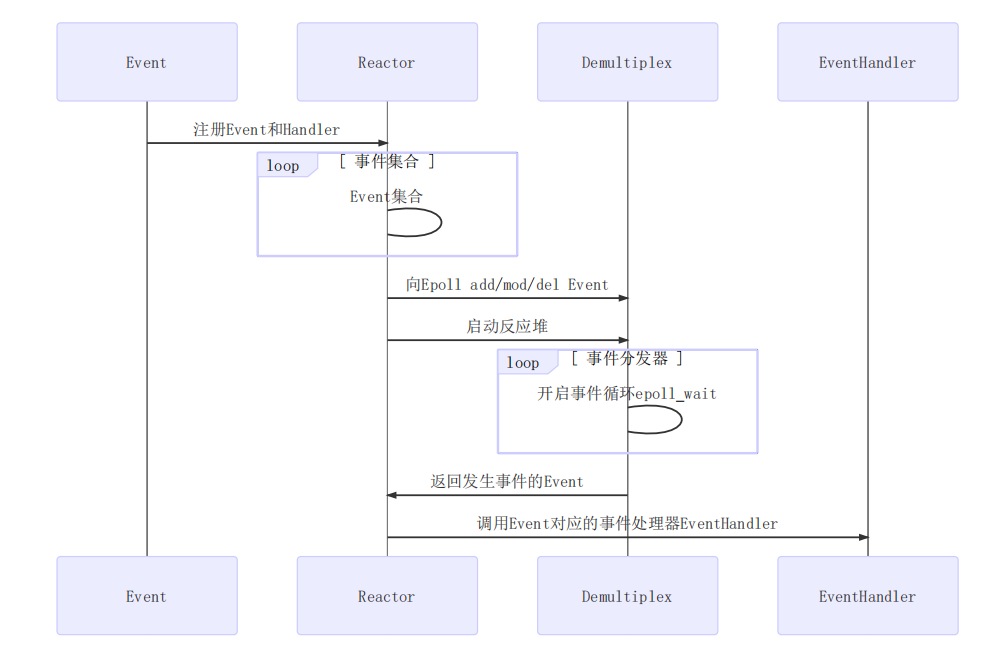 Event
Reactor
Demultiplex
EventHandler
注册Event和Handler
loop
[ 事件集合 ]
Event集合
向Epoll add/mod/del Event
启动反应堆
loop
[ 事件分发器 ]
开启事件循环epoll_wait
返回发生事件的Event
调用Event对应的事件处理器EventHandler
Event
Reactor
Demultiplex
EventHandler